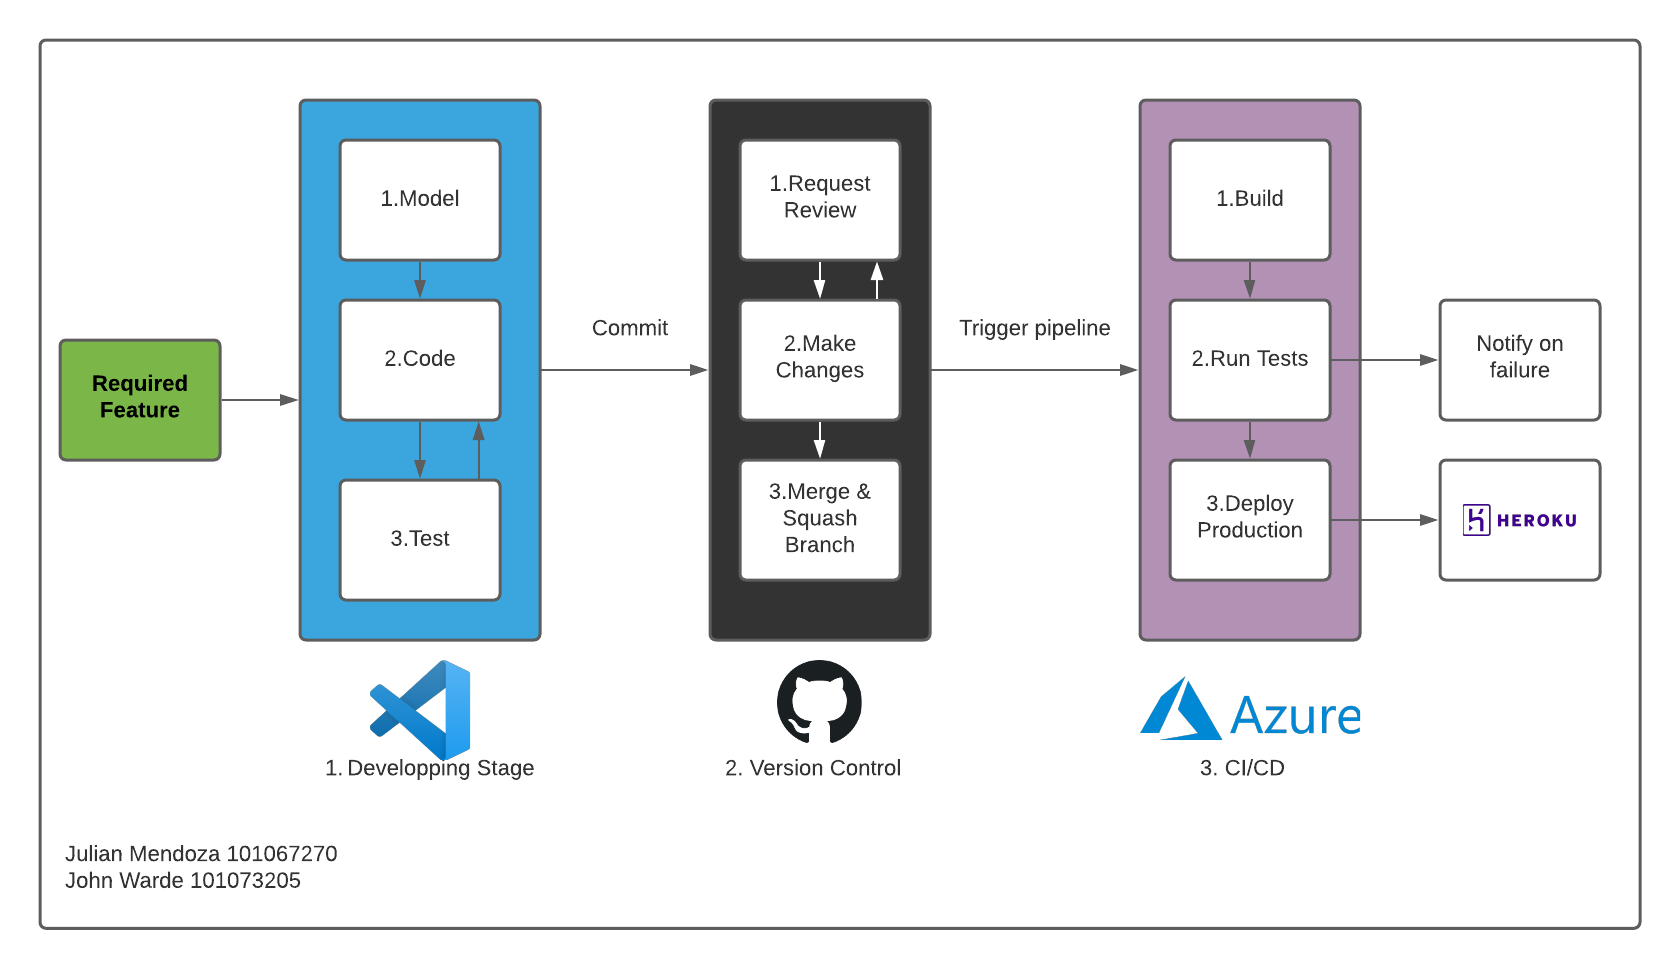 Required
Feature
1.Model
2.Code
3.Test
Commit
1.Request
Review
2.Make
Changes
3.Merge &
Squash
Branch
Trigger pipeline
1.Build
2.Run Tests
3.Deploy
Production
Notify on
failure
HEROKU
Azure
1. Developping Stage
2. Version Control
3. CI/CD
Julian Mendoza 101067270
John Warde 101073205